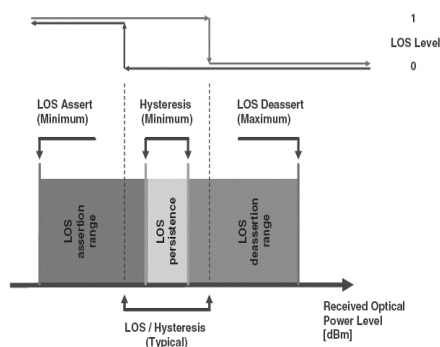 1
LOS Level
0
LOS Assert
(Minimum)
Hysteresis
(Minimum)
LOS Deassert
(Maximum)
LOS
assertion
range
LOS
persistence
LOS
deassertion
range
Received Optical
Power Level
[dBm]
LOS / Hysteresis
(Typical)